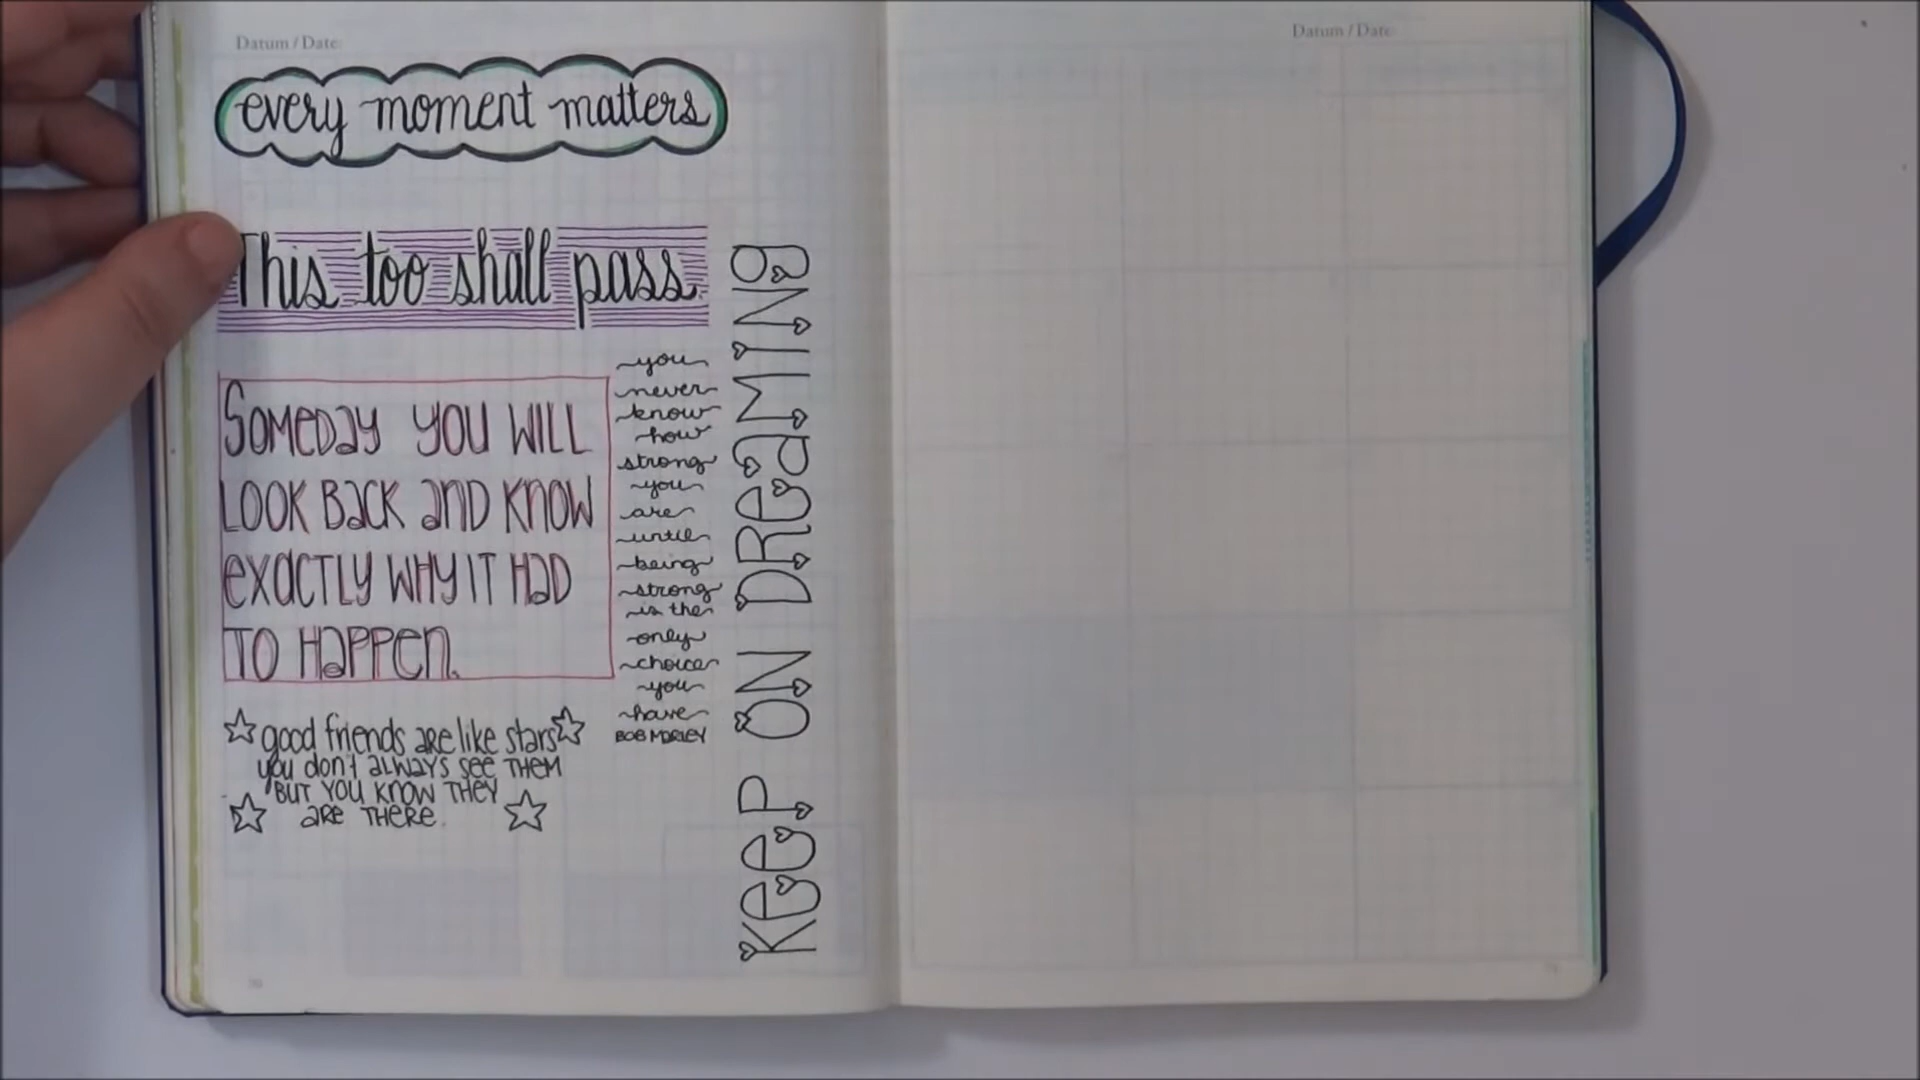 Datum / Date
every moment matters
This too shall pass.
SOMEDAY YOU WILL
LOOK BACK AND KNOW
EXACTLY WHY IT HAD
TO HAPPEN.
good friends are like stars
you don't always see THEM
BUT YOU KNOW THEY
are THERE.
you
never
know
how
strong
you
are
until
being
strong
is the
only
choice
you
have
BOB MARLEY
KEEP ON DREAMING
Datum / Date